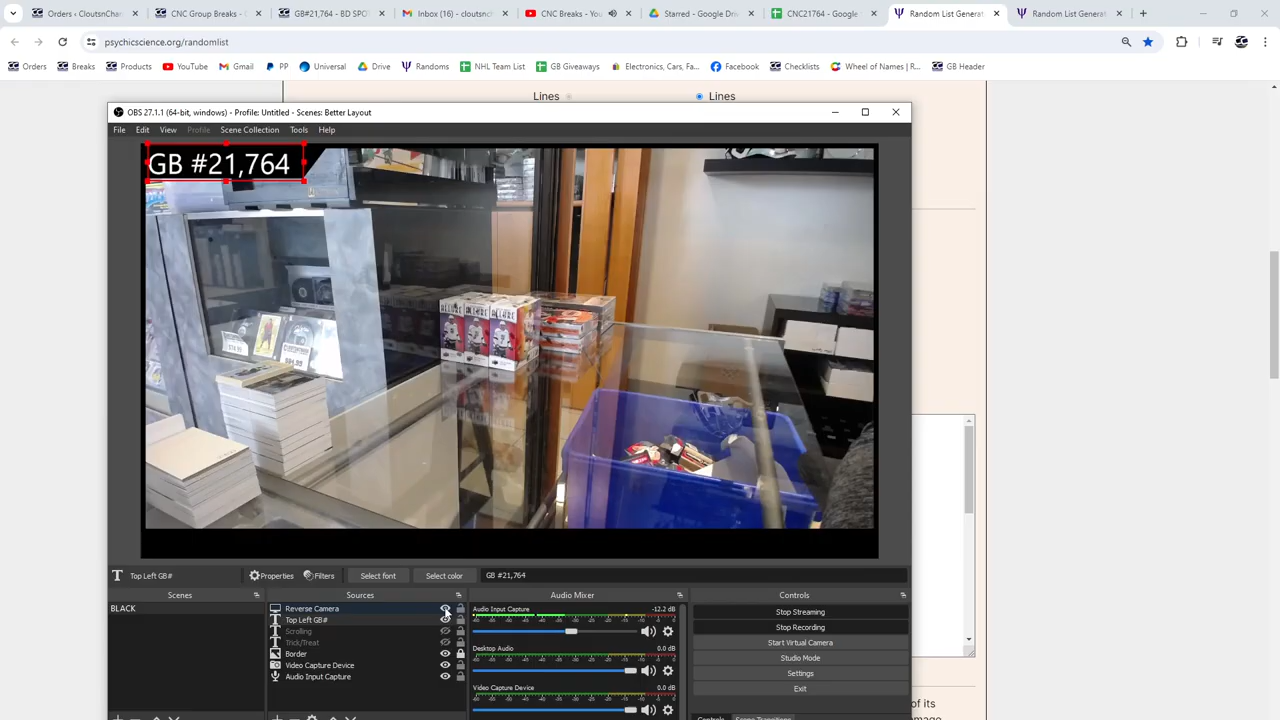 Orders ‹ CloutsnChar
CNC Group Breaks -
GB#21,764 - BD SPO
Inbox (16) - cloutsnch
CNC Breaks - You
Starred - Google Driv
CNC21764 - Google
Random List Generat
Random List Generat
psychicscience.org/randomlist
Orders
Breaks
Products
YouTube
Gmail
PP
Universal
Drive
Randoms
NHL Team List
GB Giveaways
Electronics, Cars, Fa...
Facebook
Checklists
Wheel of Names | R...
GB Header
Lines
Lines
OBS 27.1.1 (64-bit, windows) - Profile: Untitled - Scenes: Better Layout
File Edit View Profile Scene Collection Tools Help
GB #21,764
ALLURE
Top Left GB#
Properties
Filters
Select font
Select color
GB #21,764
Scenes
Sources
Audio Mixer
Controls
BLACK
Reverse Camera
Top Left GB#
Scrolling
Trick/Treat
Border
Video Capture Device
Audio Input Capture
Audio Input Capture -12.2 dB
Desktop Audio 0.0 dB
Video Capture Device 0.0 dB
Stop Streaming
Stop Recording
Start Virtual Camera
Studio Mode
Settings
Exit
Controls
Scene Transitions
of its